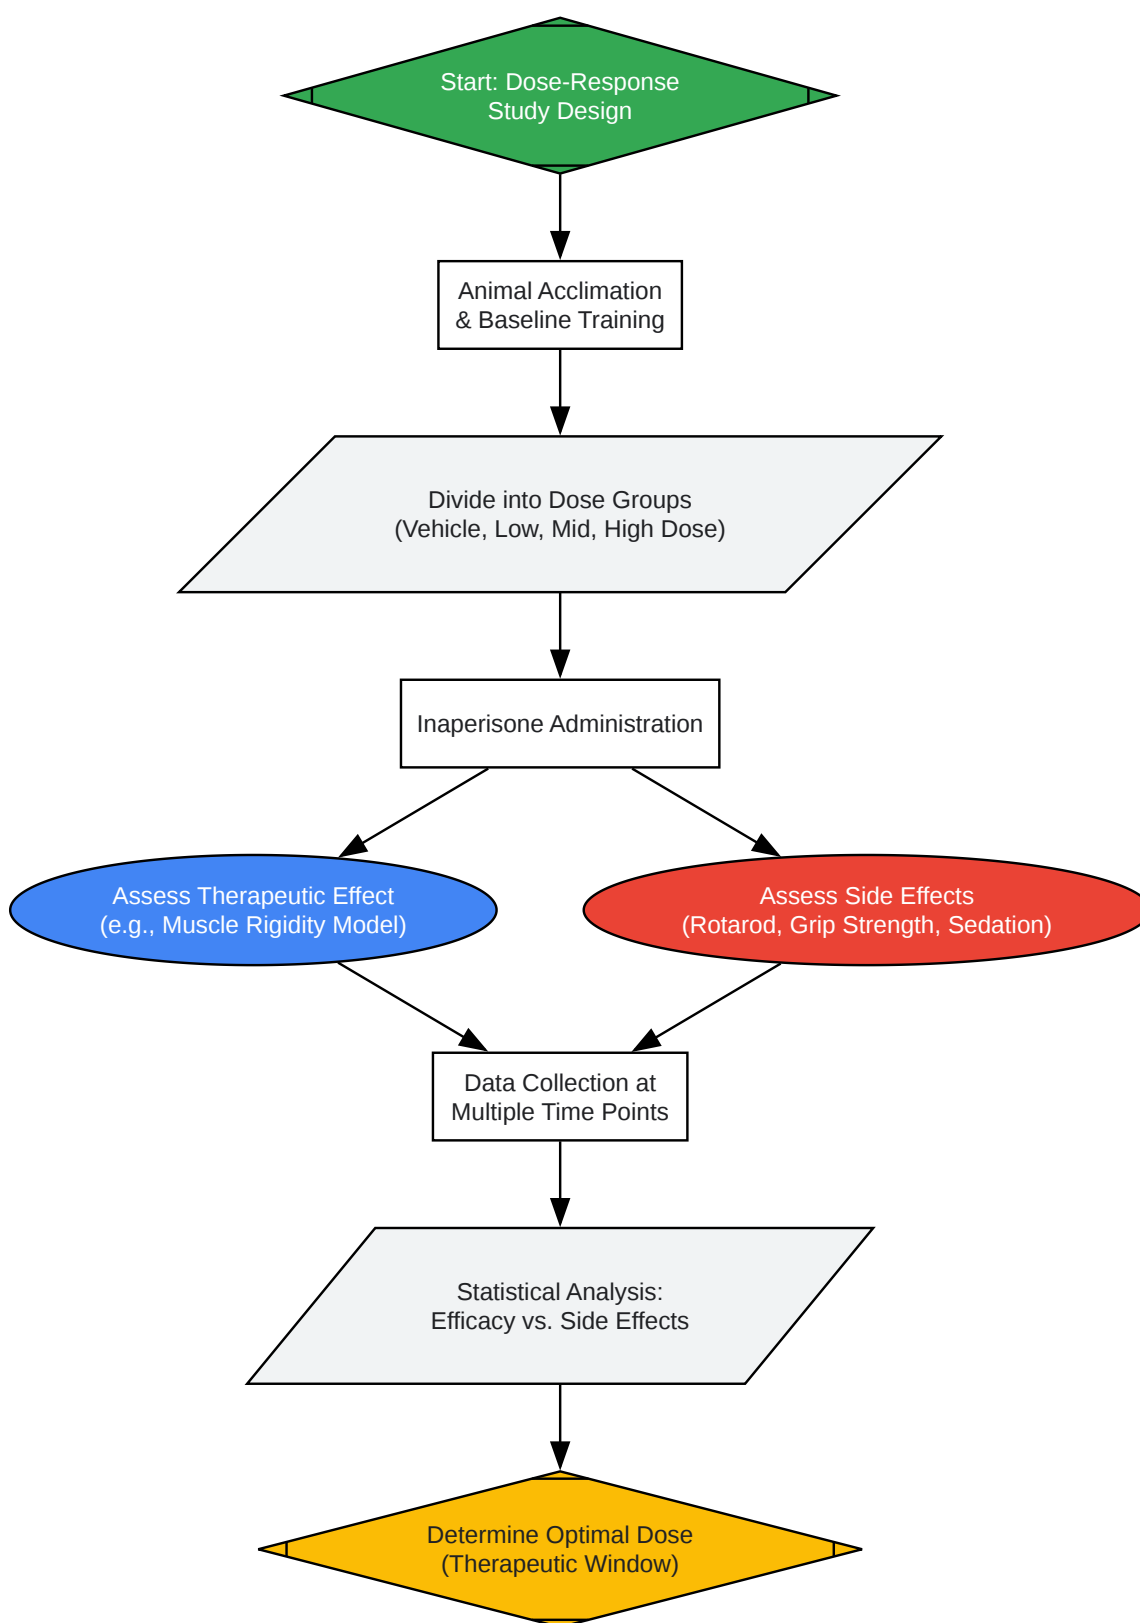 Start: Dose-Response
Study Design
Animal Acclimation
& Baseline Training
Divide into Dose Groups
(Vehicle, Low, Mid, High Dose)
Inaperisone Administration
Assess Therapeutic Effect
(e.g., Muscle Rigidity Model)
Assess Side Effects
(Rotarod, Grip Strength, Sedation)
Data Collection at
Multiple Time Points
Statistical Analysis:
Efficacy vs. Side Effects
Determine Optimal Dose
(Therapeutic Window)